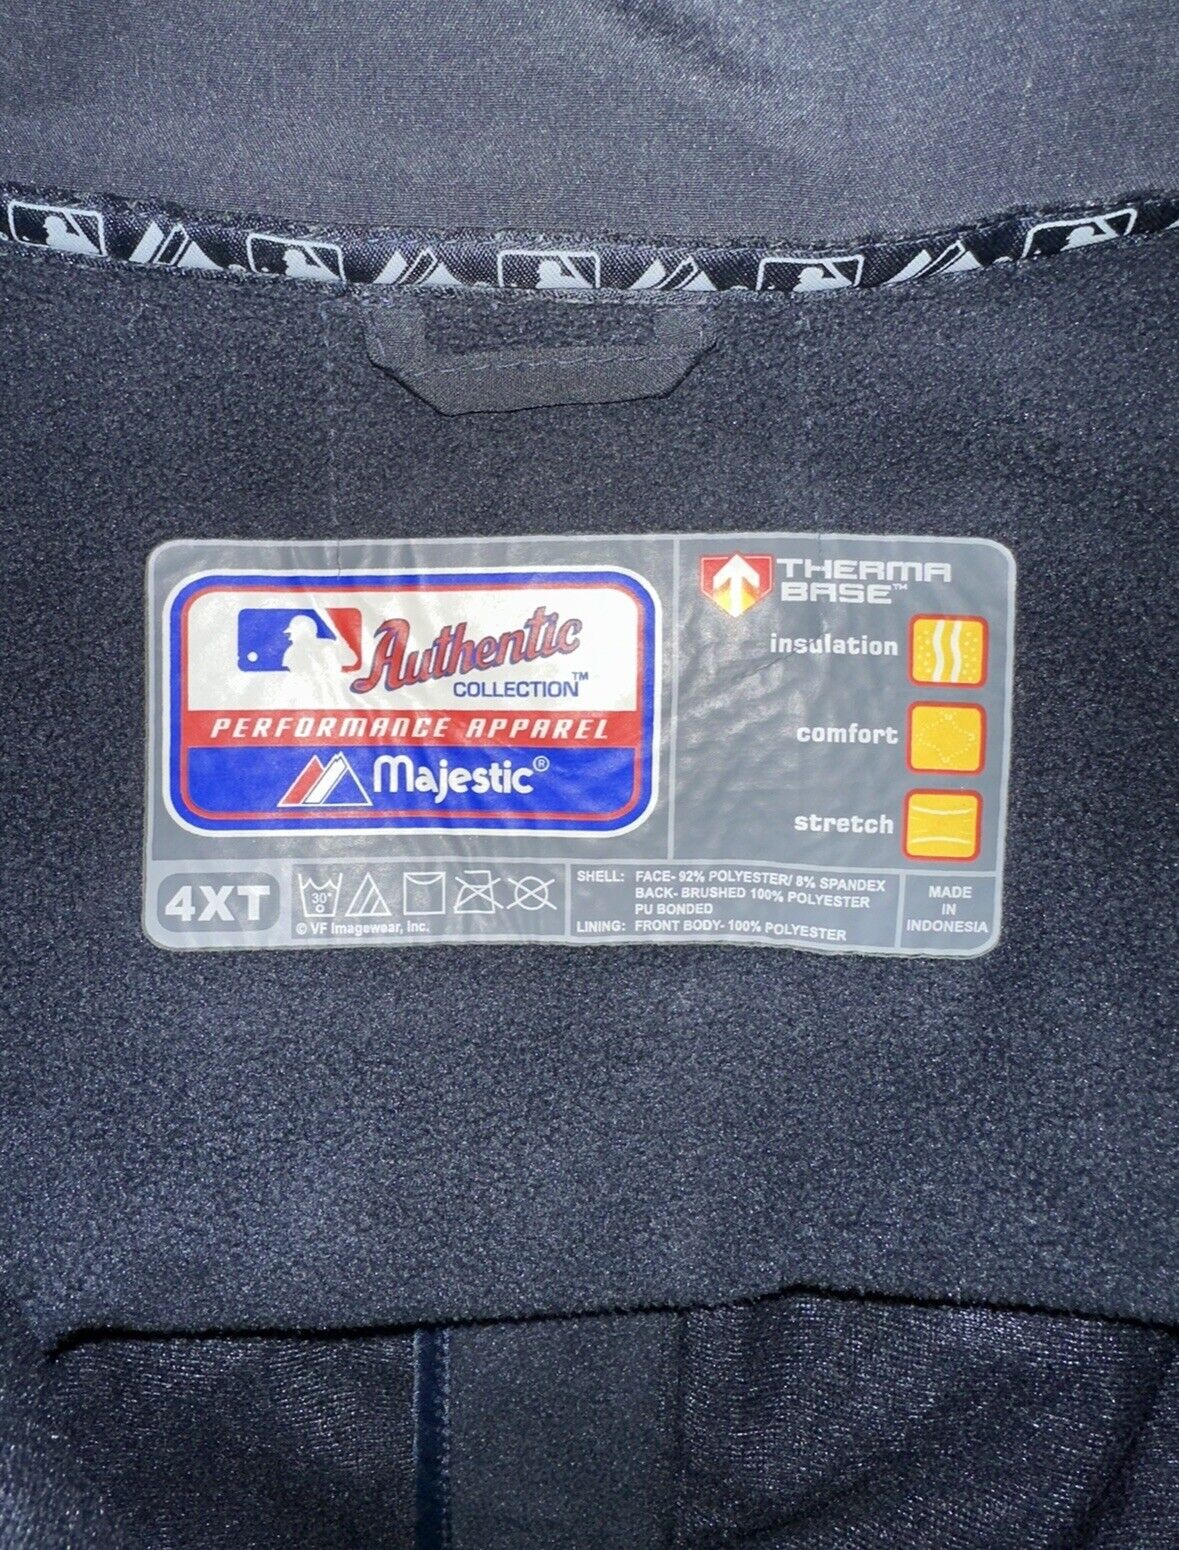 Authentic
COLLECTION™
PERFORMANCE APPAREL
Majestic®
THERMA
BASE™
insulation
comfort
stretch
4XT
30°
© VF Imagewear, Inc.
SHELL: FACE- 92% POLYESTER/ 8% SPANDEX
BACK- BRUSHED 100% POLYESTER
PU BONDED
LINING: FRONT BODY- 100% POLYESTER
MADE
IN
INDONESIA